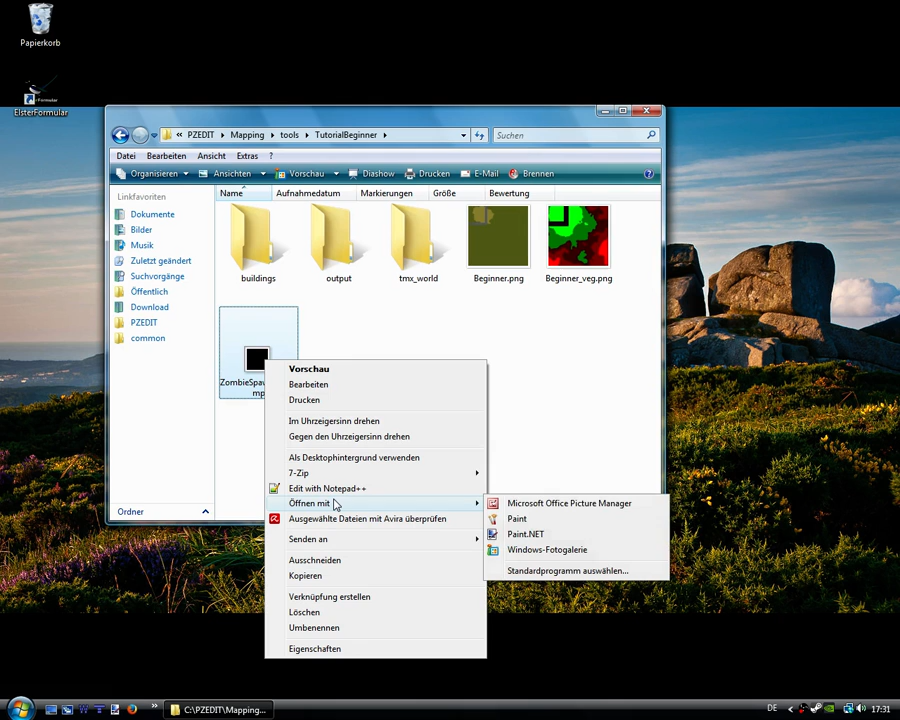 Papierkorb
ElsterFormular
« PZEDIT ▸ Mapping ▸ tools ▸ TutorialBeginner ▸
Suchen
Datei Bearbeiten Ansicht Extras ?
Organisieren Ansichten Vorschau Diashow Drucken E-Mail Brennen
Linkfavoriten
Dokumente
Bilder
Musik
Zuletzt geändert
Suchvorgänge
Öffentlich
Download
PZEDIT
common
Ordner
Name Aufnahmedatum Markierungen Größe Bewertung
buildings
output
tmx_world
Beginner.png
Beginner_veg.png
ZombieSpaw
mp
Vorschau
Bearbeiten
Drucken
Im Uhrzeigersinn drehen
Gegen den Uhrzeigersinn drehen
Als Desktophintergrund verwenden
7-Zip
Edit with Notepad++
Öffnen mit
Ausgewählte Dateien mit Avira überprüfen
Senden an
Ausschneiden
Kopieren
Verknüpfung erstellen
Löschen
Umbenennen
Eigenschaften
Microsoft Office Picture Manager
Paint
Paint.NET
Windows-Fotogalerie
Standardprogramm auswählen...
C:\PZEDIT\Mapping...
DE
17:31